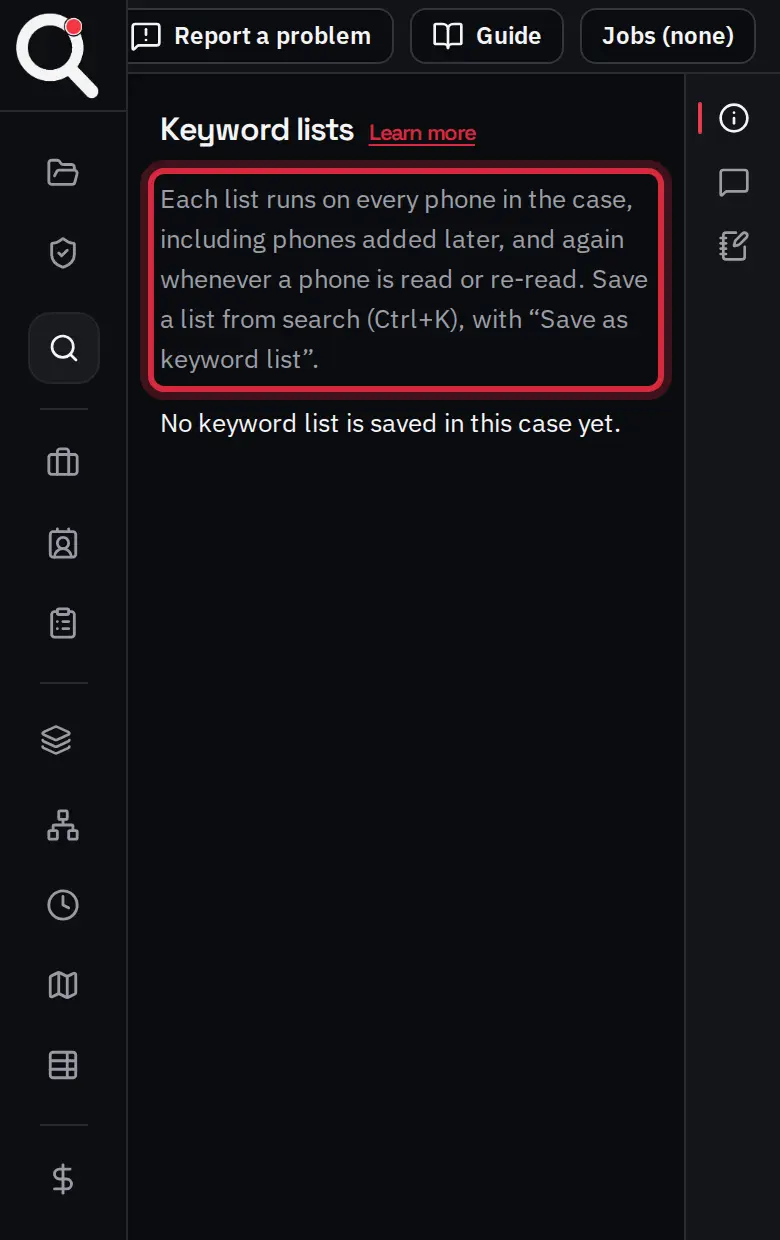 Report a problem
Guide
Jobs (none)
Keyword lists Learn more
Each list runs on every phone in the case,
including phones added later, and again
whenever a phone is read or re-read. Save
a list from search (Ctrl+K), with “Save as
keyword list”.
No keyword list is saved in this case yet.